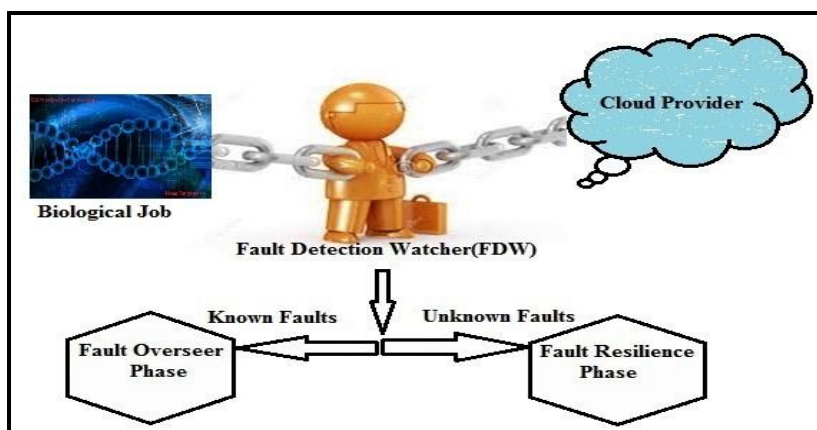 Cloud Provider
Biological Job
Fault Detection Watcher(FDW)
Known Faults
Unknown Faults
Fault Overseer
Phase
Fault Resilience
Phase